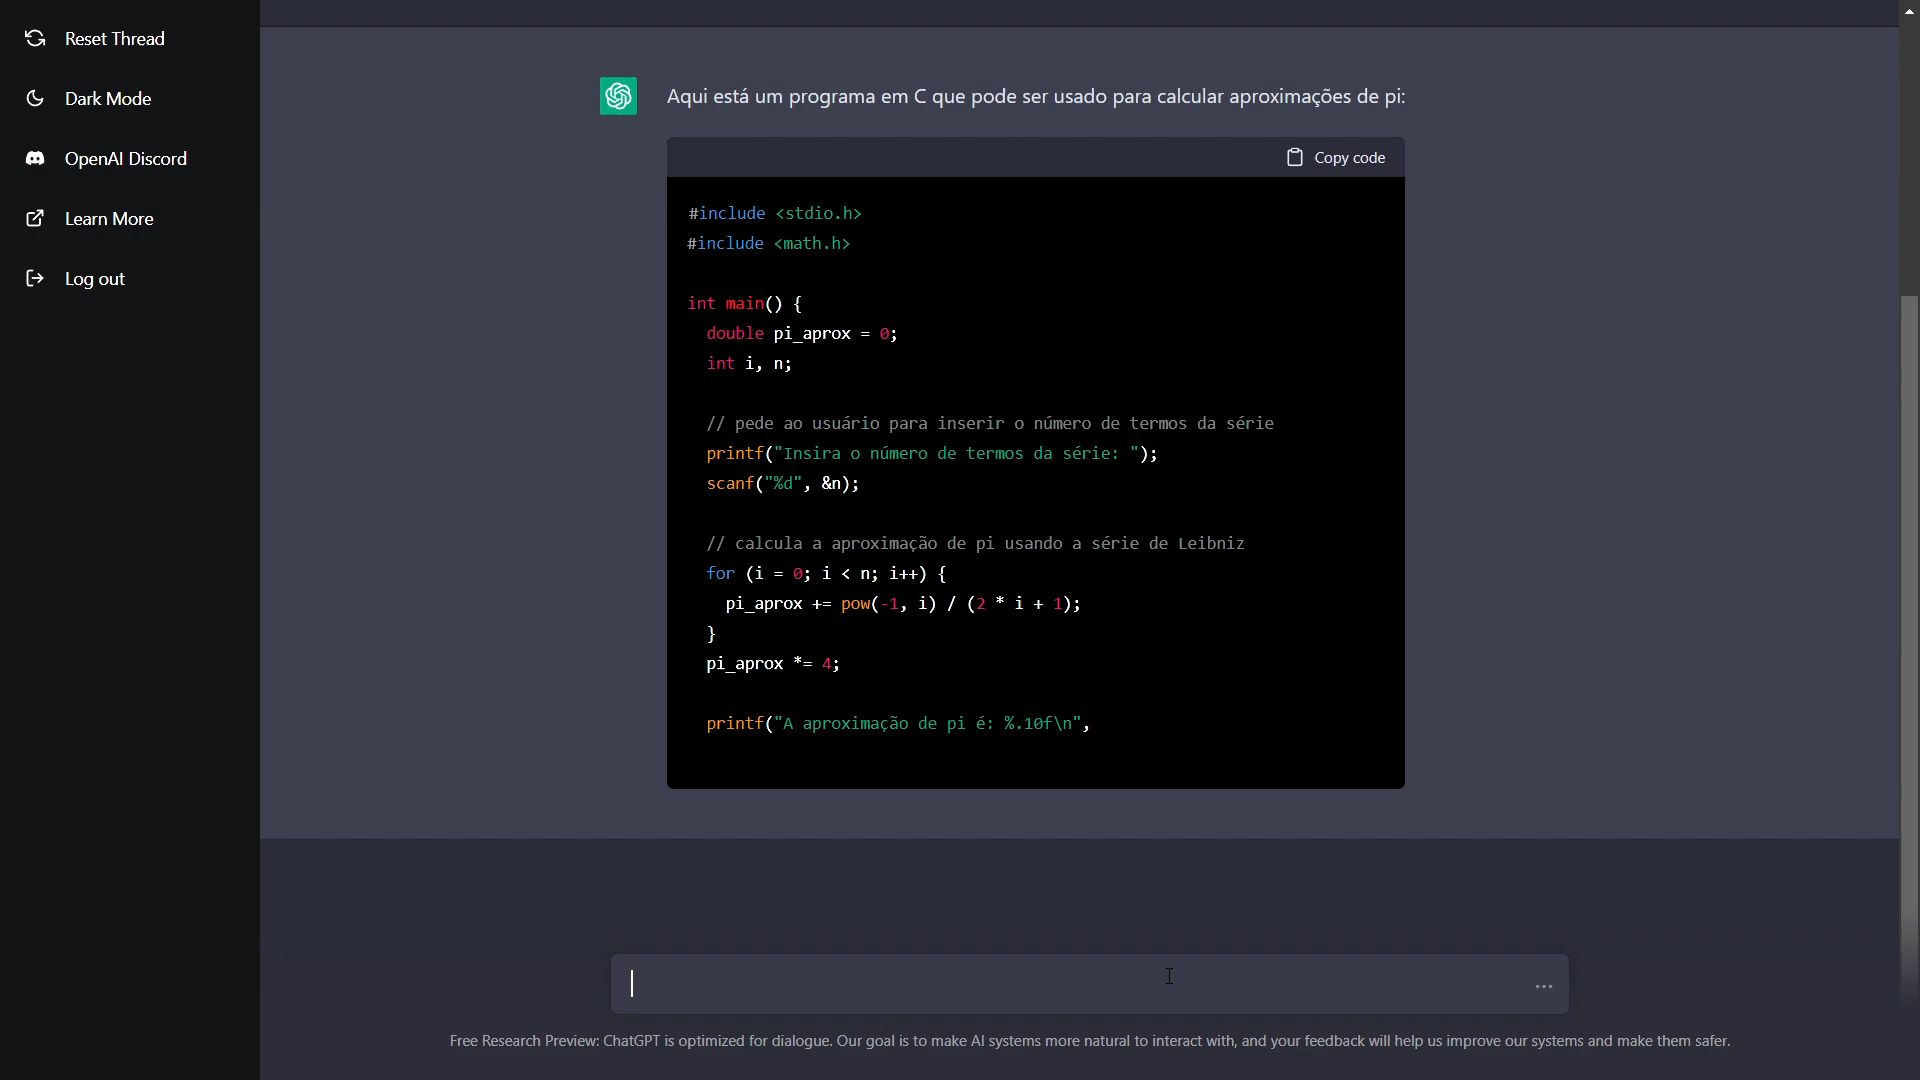 Reset Thread
Dark Mode
OpenAI Discord
Learn More
Log out
Aqui está um programa em C que pode ser usado para calcular aproximações de pi:
Copy code
#include <stdio.h>
#include <math.h>
int main() {
  double pi_aprox = 0;
  int i, n;
  // pede ao usuário para inserir o número de termos da série
  printf("Insira o número de termos da série: ");
  scanf("%d", &n);
  // calcula a aproximação de pi usando a série de Leibniz
  for (i = 0; i < n; i++) {
    pi_aprox += pow(-1, i) / (2 * i + 1);
  }
  pi_aprox *= 4;
  printf("A aproximação de pi é: %.10f\n",
Free Research Preview: ChatGPT is optimized for dialogue. Our goal is to make AI systems more natural to interact with, and your feedback will help us improve our systems and make them safer.